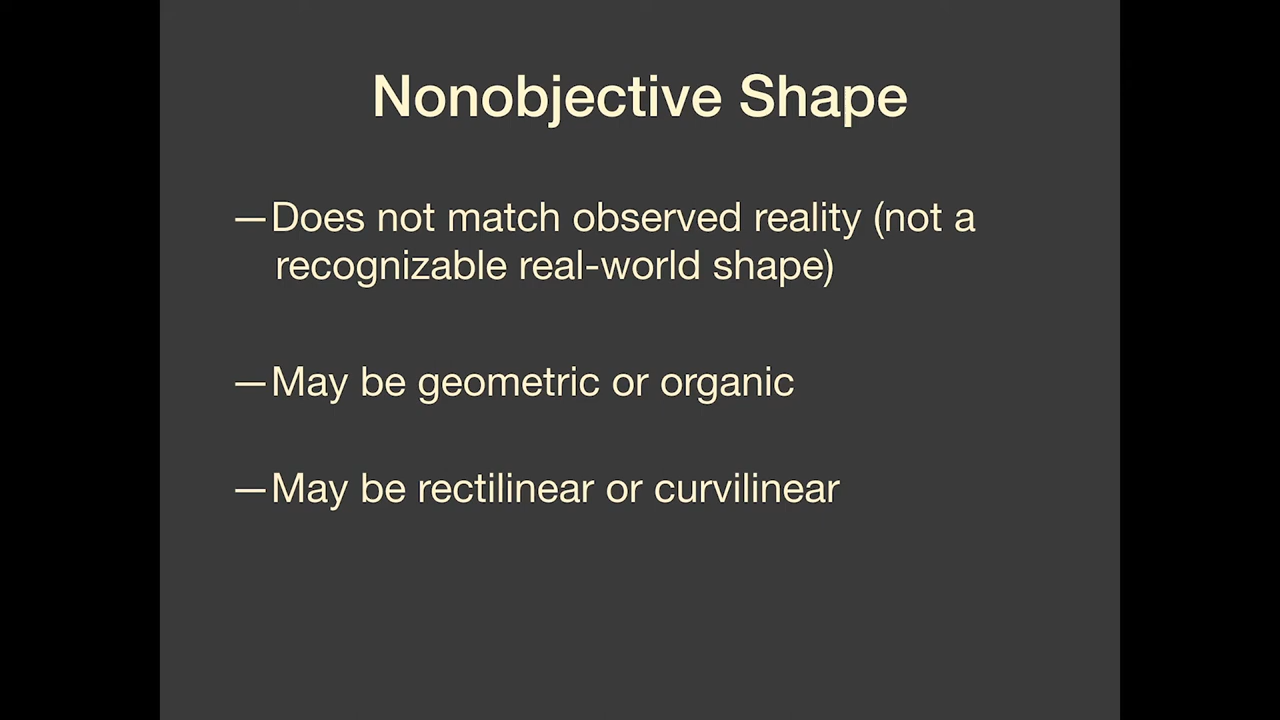 Nonobjective Shape
—Does not match observed reality (not a
recognizable real-world shape)
—May be geometric or organic
—May be rectilinear or curvilinear